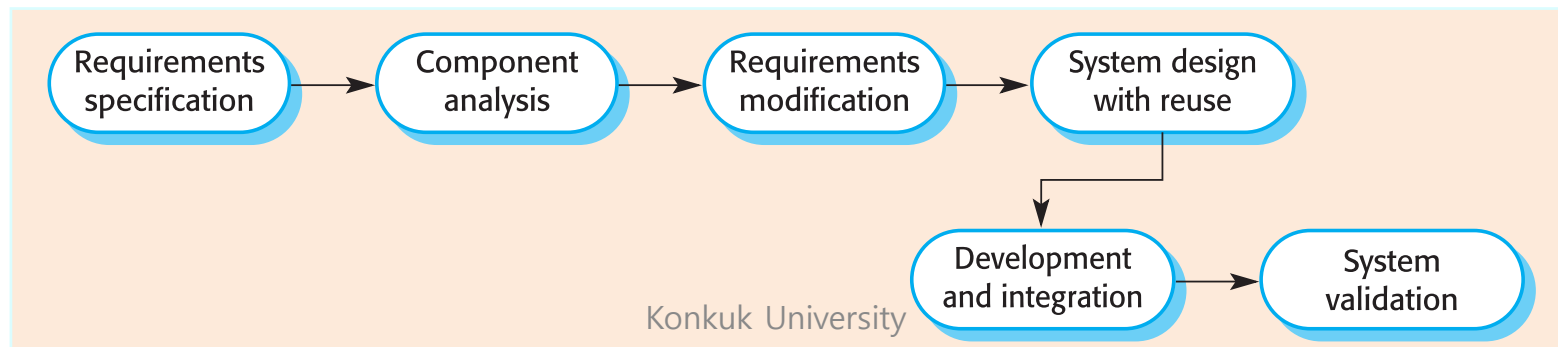 Requirements
specification
Component
analysis
Requirements
modification
System design
with reuse
Development
and integration
System
validation
Konkuk University